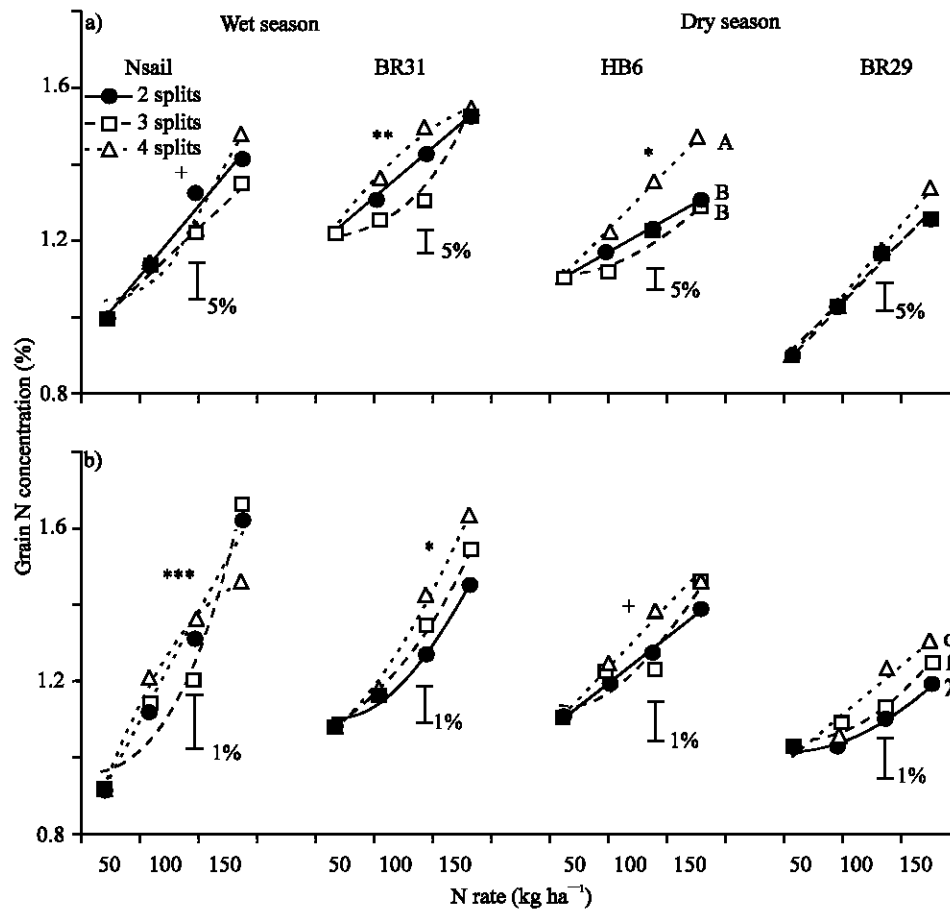 a)
Wet season
Dry season
Nsail
BR31
HB6
BR29
2 splits
3 splits
4 splits
+
**
*
A
B
B
5%
5%
5%
5%
1.6
1.2
0.8
Grain N concentration (%)
b)
***
*
+
1%
1%
1%
1%
1.6
1.2
0.8
50 100 150 50 100 150 50 100 150 50 100 150
N rate (kg ha⁻¹)